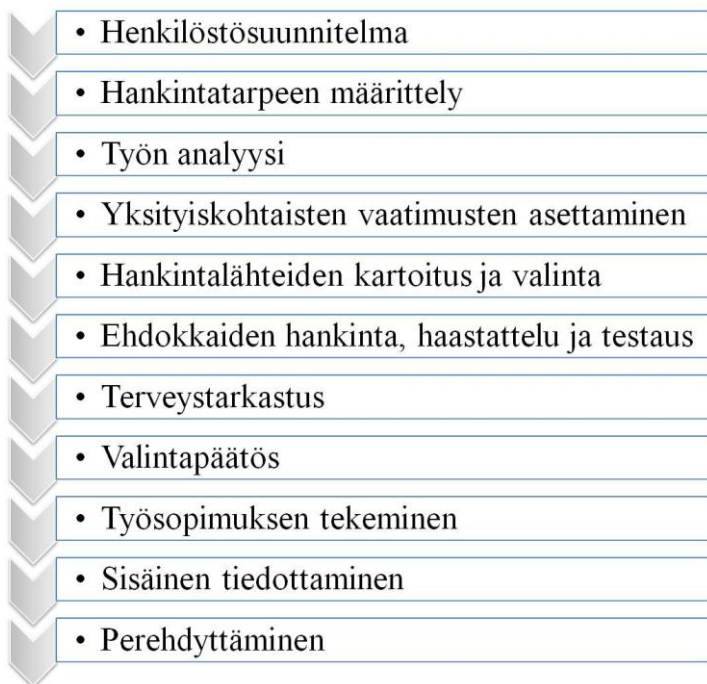 • Henkilöstösuunnitelma
• Hankintatarpeen määrittely
• Työn analyysi
• Yksityiskohtaisten vaatimusten asettaminen
• Hankintalähteiden kartoitus ja valinta
• Ehdokkaiden hankinta, haastattelu ja testaus
• Terveystarkastus
• Valintapäätös
• Työsopimuksen tekeminen
• Sisäinen tiedottaminen
• Perehdyttäminen